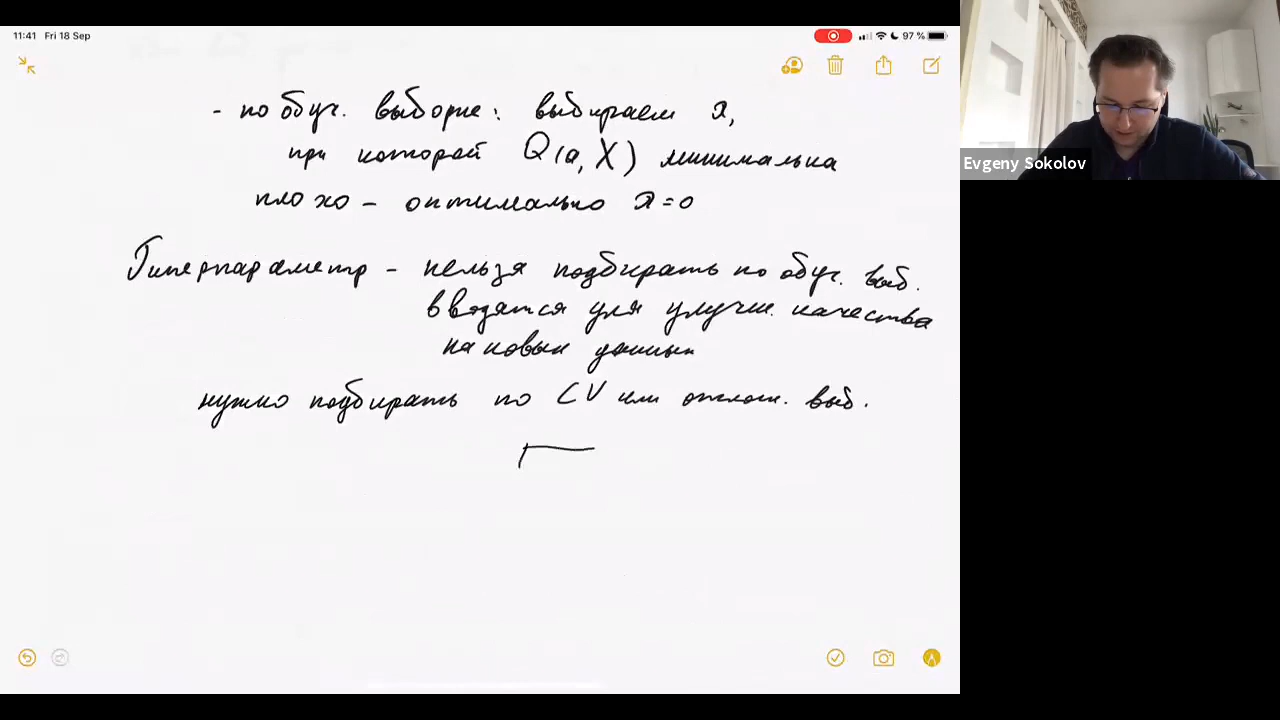 11:41 Fri 18 Sep 97 %
- по обуч. выборке: выбираем λ,
при которой Q(a, X) минимальна
плохо - оптимально λ=0
Гиперпараметр - нельзя подбирать по обуч. выб.
вводятся для улучш. качества
на новых данных
нужно подбирать по CV или отлож. выб.
Evgeny Sokolov